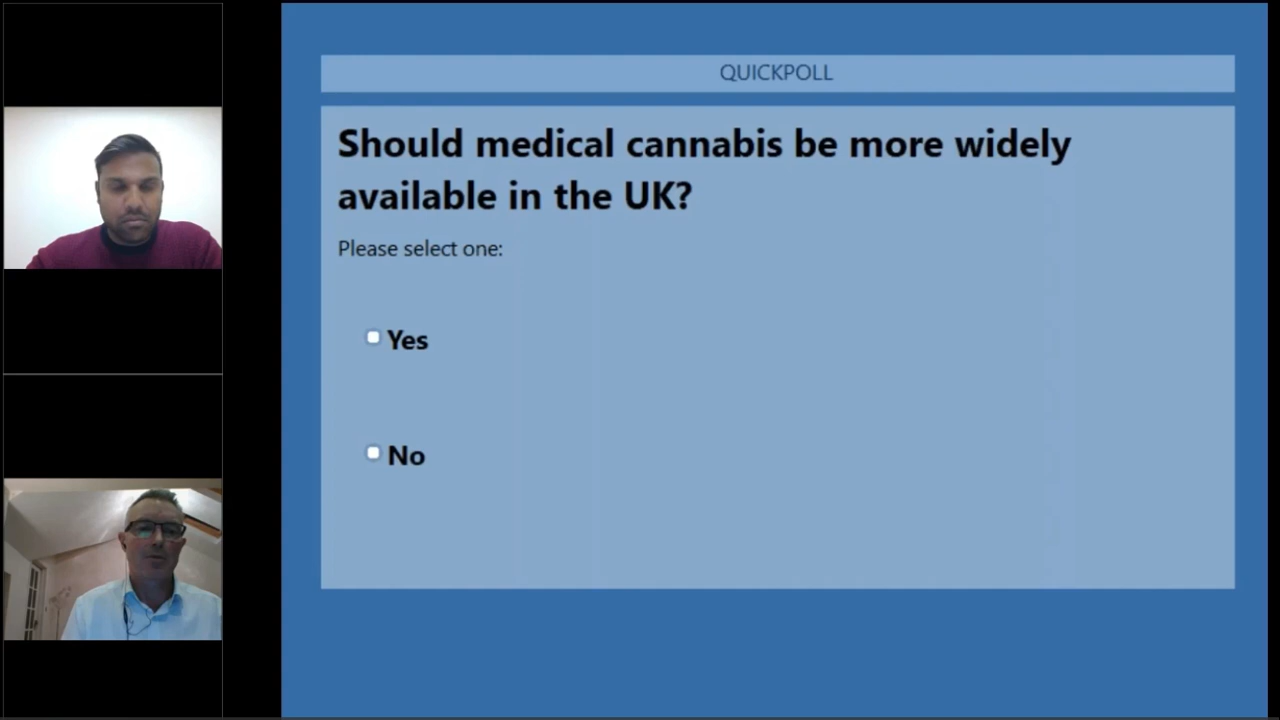 QUICKPOLL
Should medical cannabis be more widely
available in the UK?
Please select one:
Yes
No